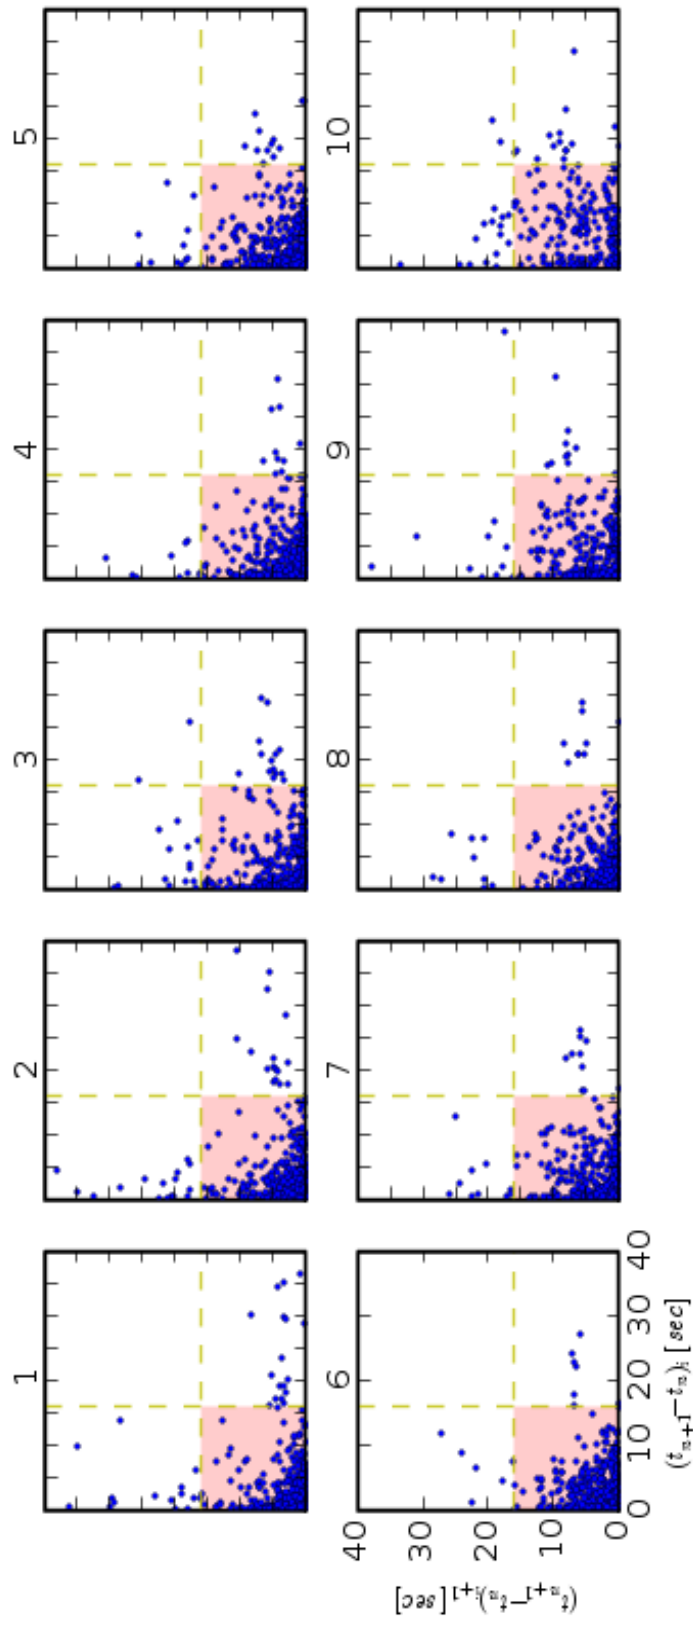 1 2 3 4 5
6 7 8 9 10
40
30
20
10
0
0 10 20 30 40
(t_{n+1}-t_n)_{i+1} [sec]
(t_{n+1}-t_n)_i [sec]